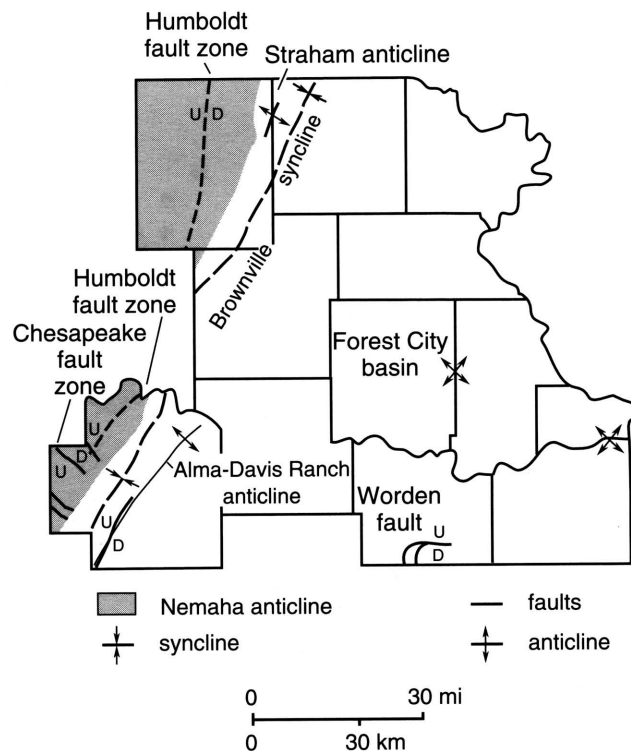 Humboldt
fault zone
Straham anticline
U D
syncline
Brownville
Humboldt
fault zone
Chesapeake
fault
zone
Forest City
basin
U
D
U
Alma-Davis Ranch
anticline
Worden
fault
U
D
U
D
Nemaha anticline
faults
syncline
anticline
0 30 mi
0 30 km